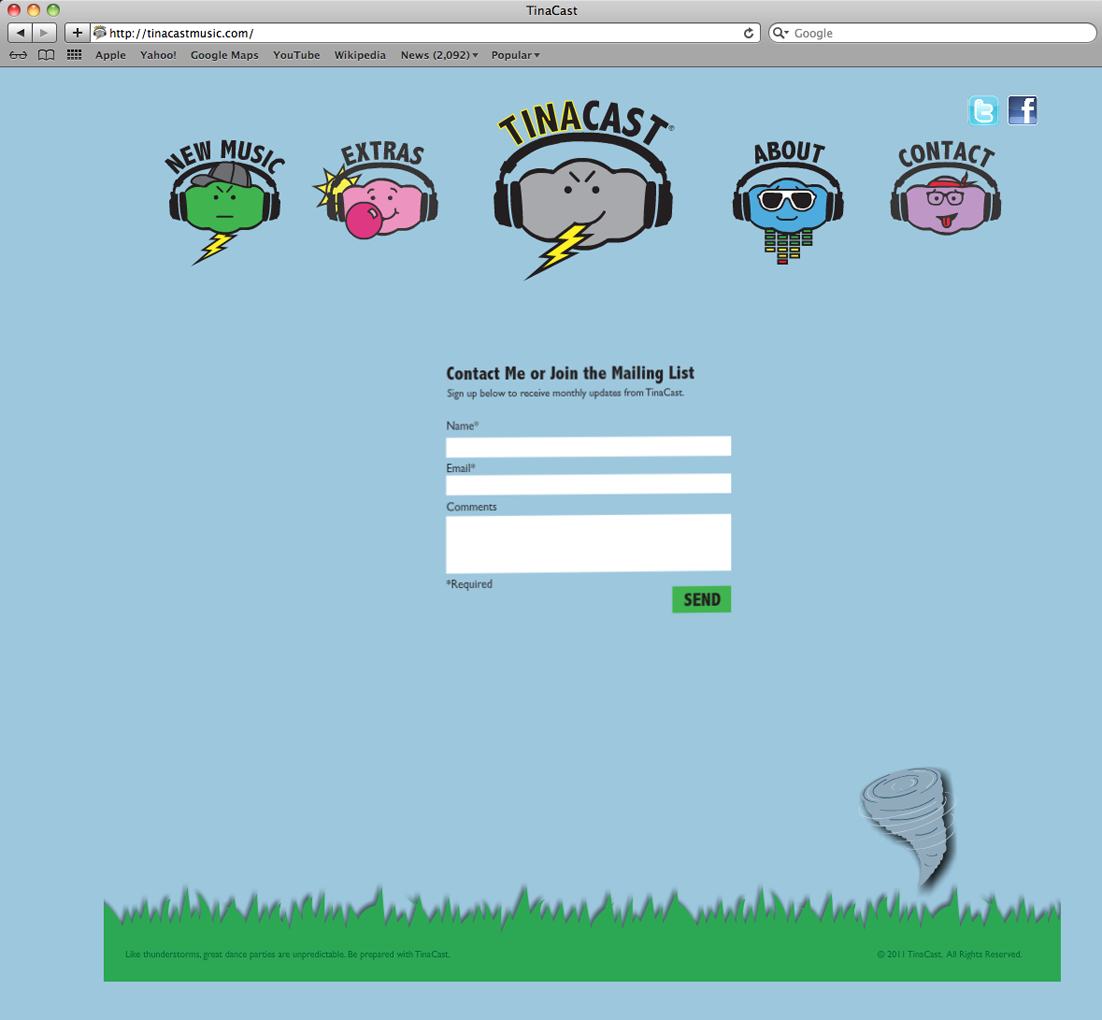 TinaCast
http://tinacastmusic.com/
Google
Apple Yahoo! Google Maps YouTube Wikipedia News (2,092) Popular
NEW MUSIC EXTRAS TINACAST® ABOUT CONTACT
Contact Me or Join the Mailing List
Sign up below to receive monthly updates from TinaCast.
Name*
Email*
Comments
*Required
SEND
Like thunderstorms, great dance parties are unpredictable. Be prepared with TinaCast.
© 2011 TinaCast. All Rights Reserved.